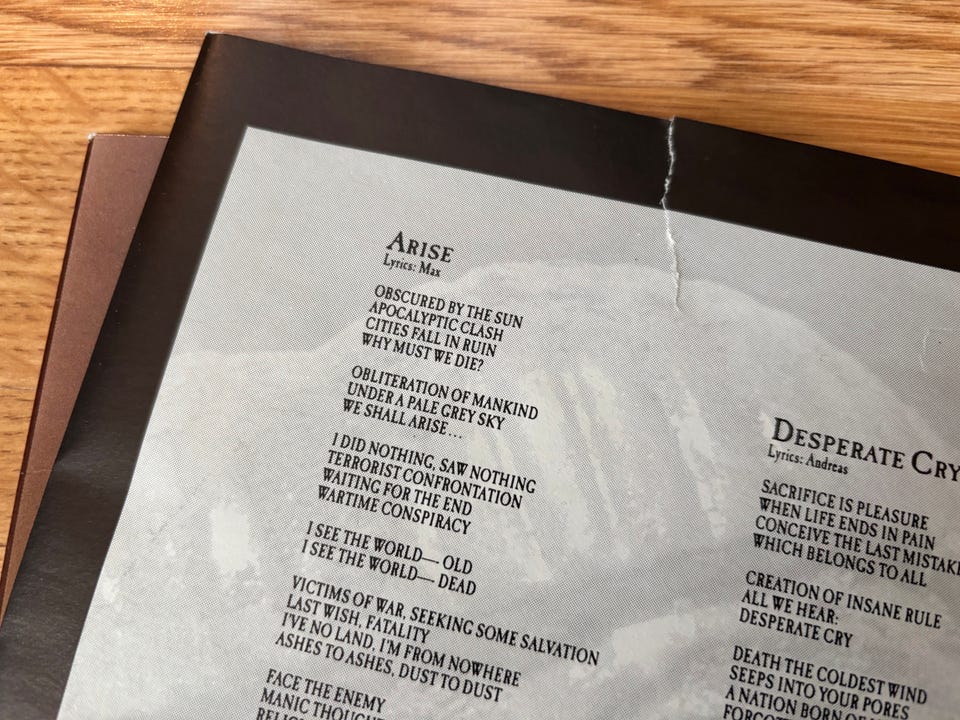 ARISE
Lyrics: Max
OBSCURED BY THE SUN
APOCALYPTIC CLASH
CITIES FALL IN RUIN
WHY MUST WE DIE?
OBLITERATION OF MANKIND
UNDER A PALE GREY SKY
WE SHALL ARISE...
I DID NOTHING, SAW NOTHING
TERRORIST CONFRONTATION
WAITING FOR THE END
WARTIME CONSPIRACY
I SEE THE WORLD— OLD
I SEE THE WORLD— DEAD
VICTIMS OF WAR, SEEKING SOME SALVATION
LAST WISH, FATALITY
I'VE NO LAND, I'M FROM NOWHERE
ASHES TO ASHES, DUST TO DUST
FACE THE ENEMY
MANIC THOUGHT
DESPERATE CRY
Lyrics: Andreas
SACRIFICE IS PLEASURE
WHEN LIFE ENDS IN PAIN
CONCEIVE THE LAST MISTAKE
WHICH BELONGS TO ALL
CREATION OF INSANE RULE
ALL WE HEAR:
DESPERATE CRY
DEATH THE COLDEST WIND
SEEPS INTO YOUR PORES
A NATION BORN OF